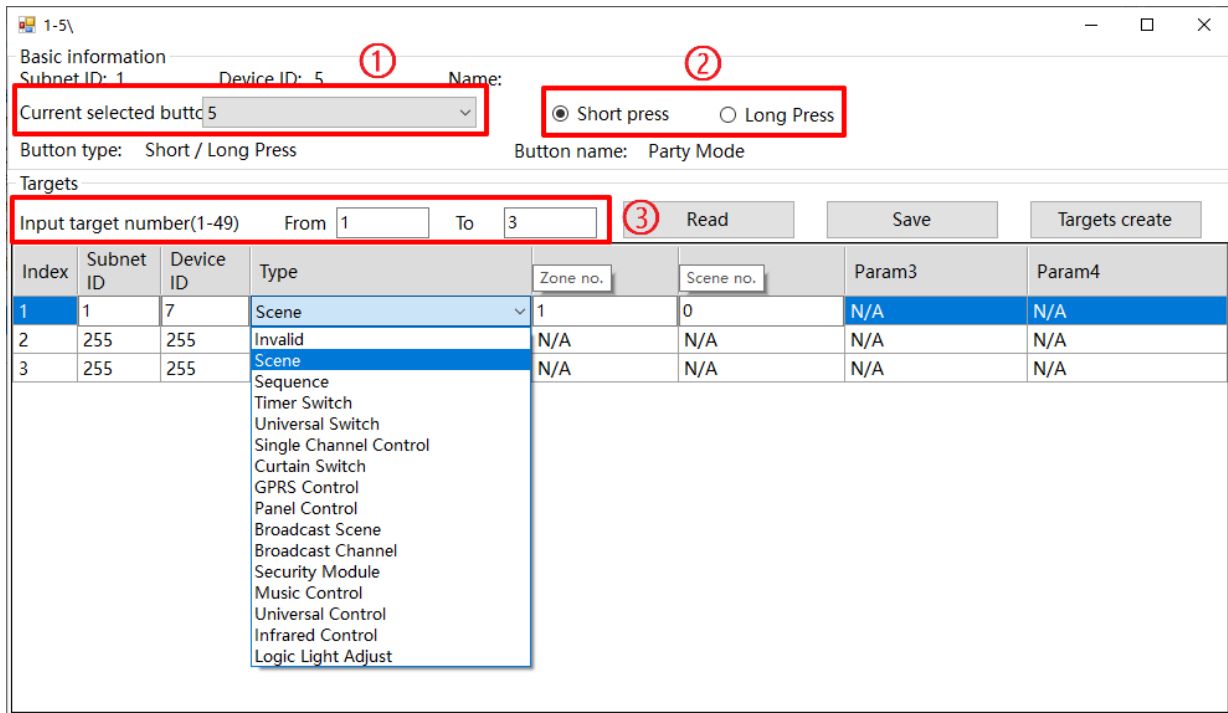 1-5\
Basic information
Subnet ID: 1 Device ID: 5 Name:
①
②
Current selected butto 5
Short press Long Press
Button type: Short / Long Press Button name: Party Mode
Targets
Input target number(1-49) From 1 To 3 ③ Read Save Targets create
Index Subnet ID Device ID Type Zone no. Scene no. Param3 Param4
1 1 7 Scene 1 0 N/A N/A
2 255 255 N/A N/A N/A N/A
3 255 255 N/A N/A N/A N/A
Invalid
Scene
Sequence
Timer Switch
Universal Switch
Single Channel Control
Curtain Switch
GPRS Control
Panel Control
Broadcast Scene
Broadcast Channel
Security Module
Music Control
Universal Control
Infrared Control
Logic Light Adjust